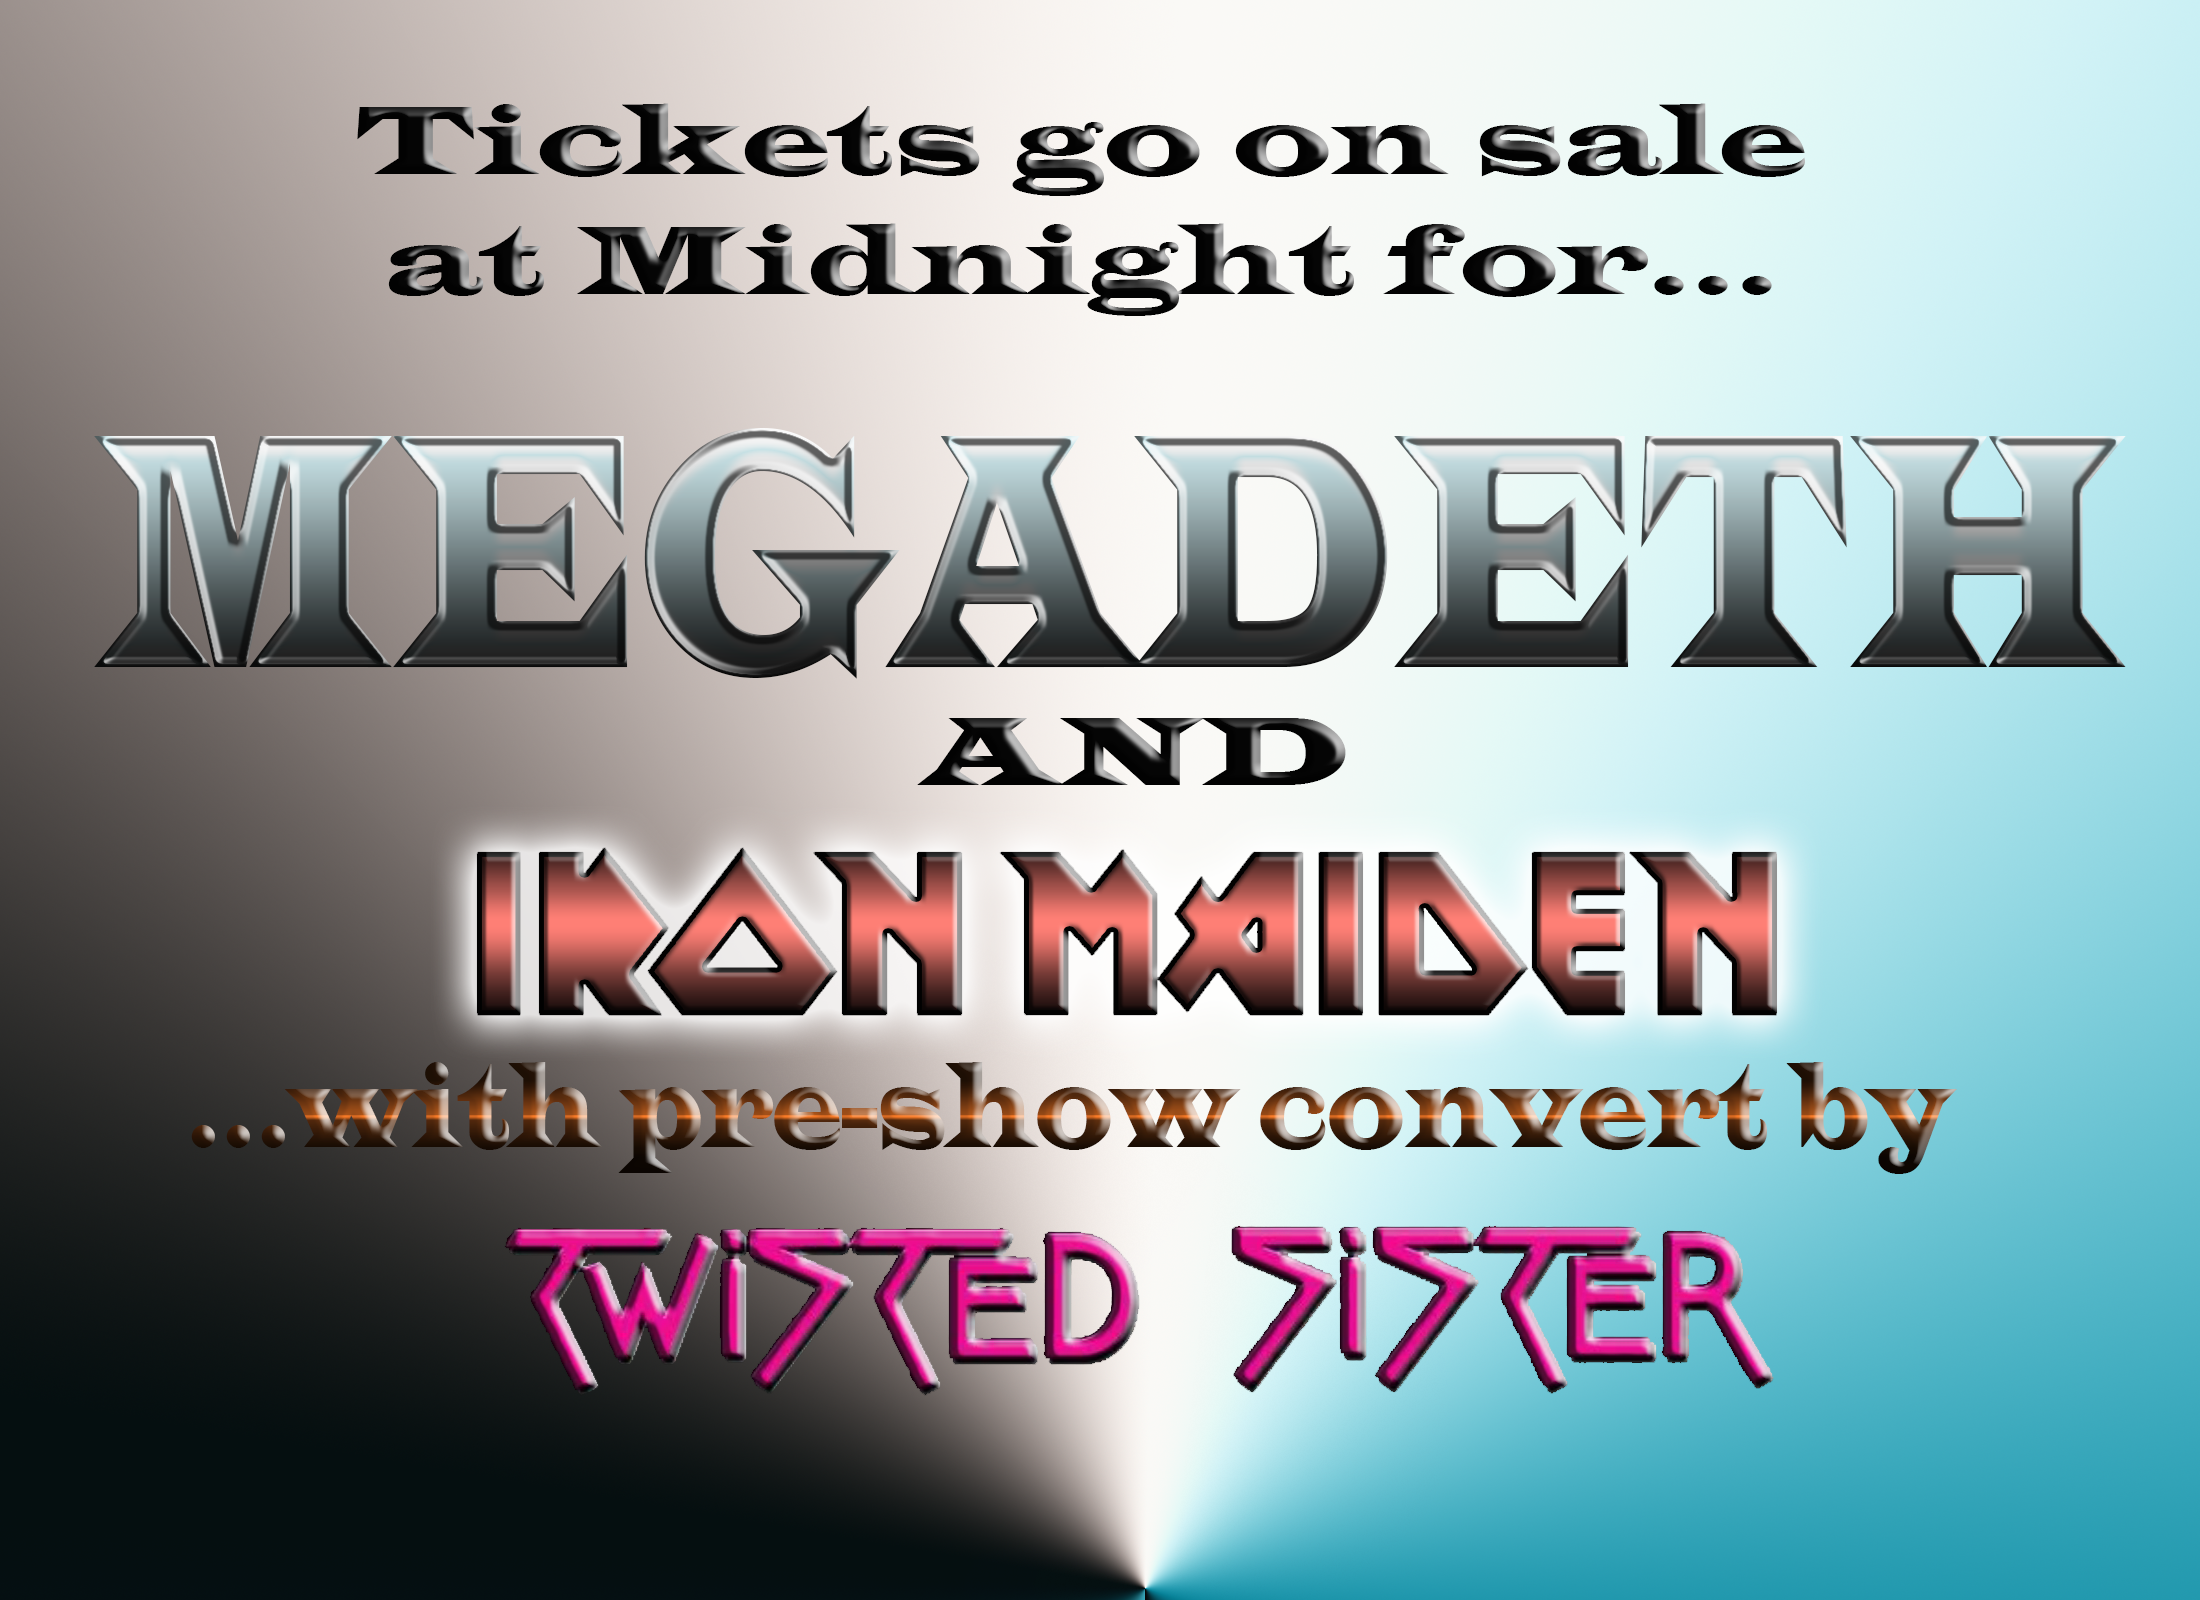 Tickets go on sale
at Midnight for...
MEGADETH
AND
IRON MAIDEN
...with pre-show convert by
TWiSTED SiSTER